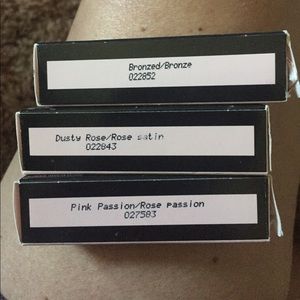 Bronzed/Bronze
022852
Dusty Rose/Rose satin
022843
Pink Passion/Rose passion
027583